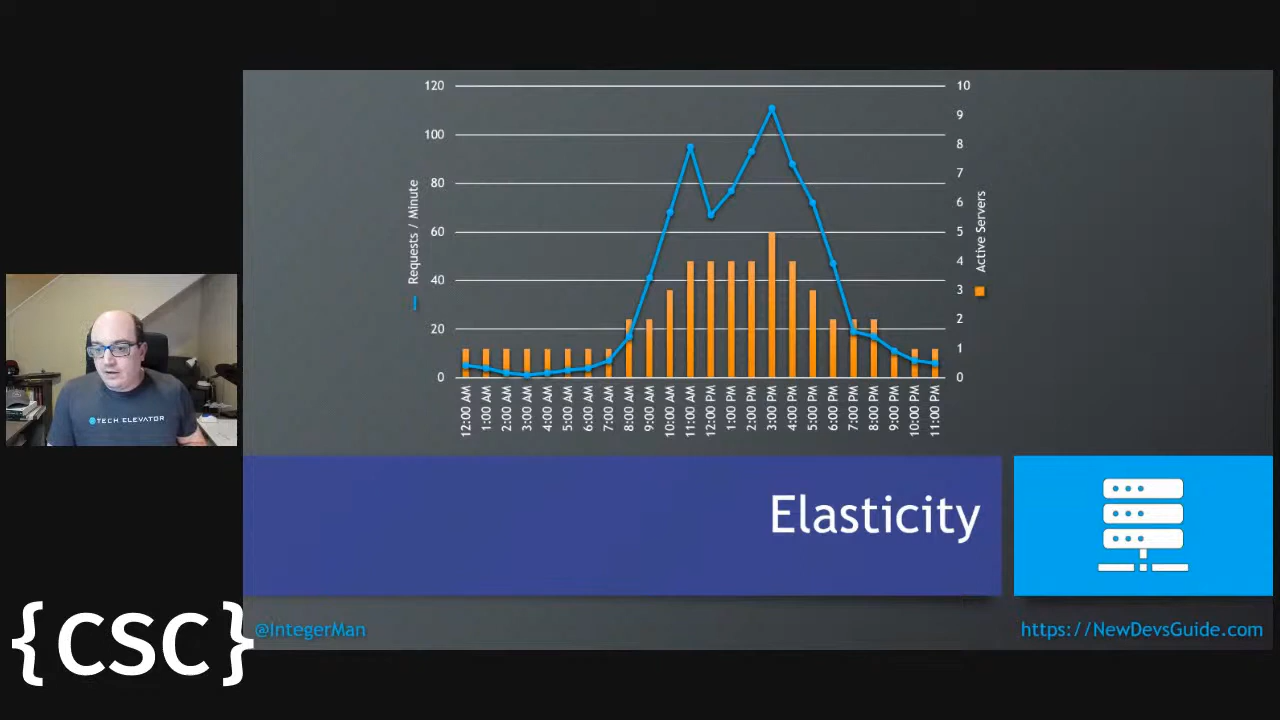 120
100
80
60
40
20
0
Requests / Minute
10
9
8
7
6
5
4
3
2
1
0
Active Servers
12:00 AM
1:00 AM
2:00 AM
3:00 AM
4:00 AM
5:00 AM
6:00 AM
7:00 AM
8:00 AM
9:00 AM
10:00 AM
11:00 AM
12:00 PM
1:00 PM
2:00 PM
3:00 PM
4:00 PM
5:00 PM
6:00 PM
7:00 PM
8:00 PM
9:00 PM
10:00 PM
11:00 PM
TECH ELEVATOR
Elasticity
{CSC}
@IntegerMan
https://NewDevsGuide.com